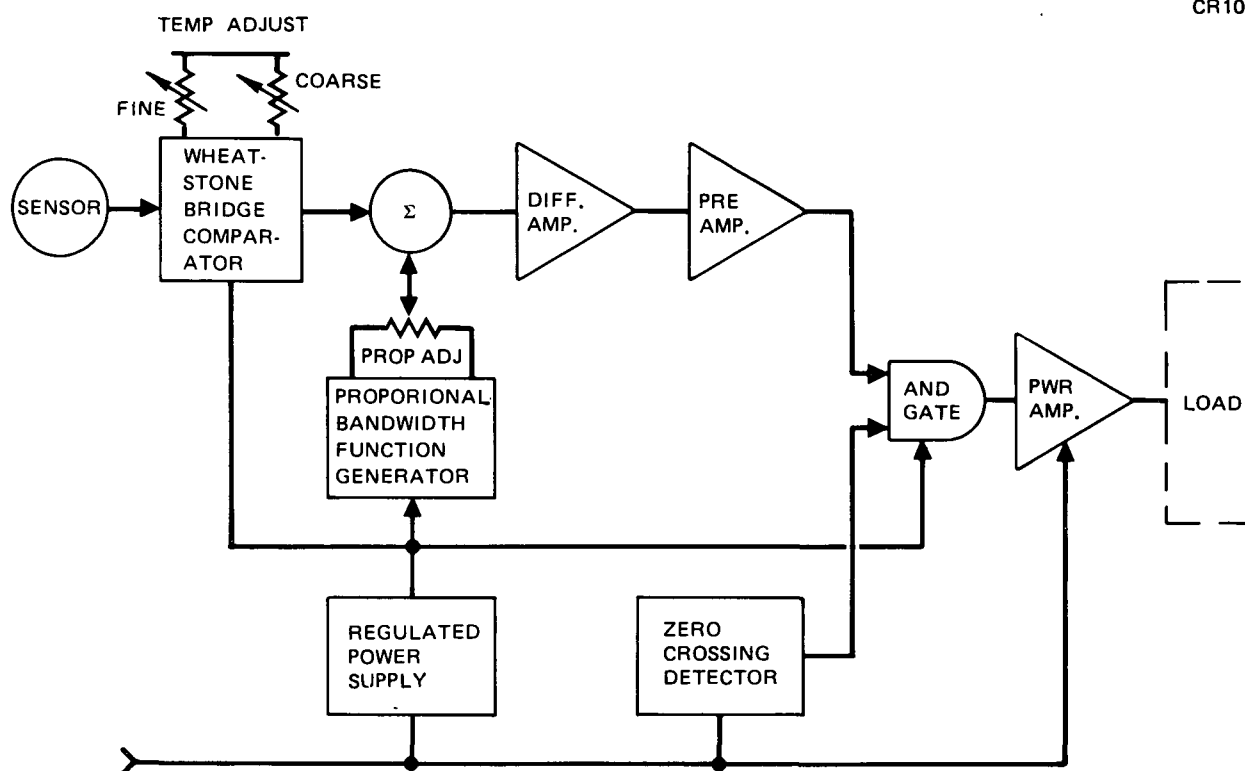 CR10
TEMP ADJUST
FINE
COARSE
SENSOR
WHEAT-
STONE
BRIDGE
COMPAR-
ATOR
Σ
DIFF.
AMP.
PRE
AMP.
PROP ADJ
PROPORIONAL
BANDWIDTH
FUNCTION
GENERATOR
AND
GATE
PWR
AMP.
LOAD
REGULATED
POWER
SUPPLY
ZERO
CROSSING
DETECTOR